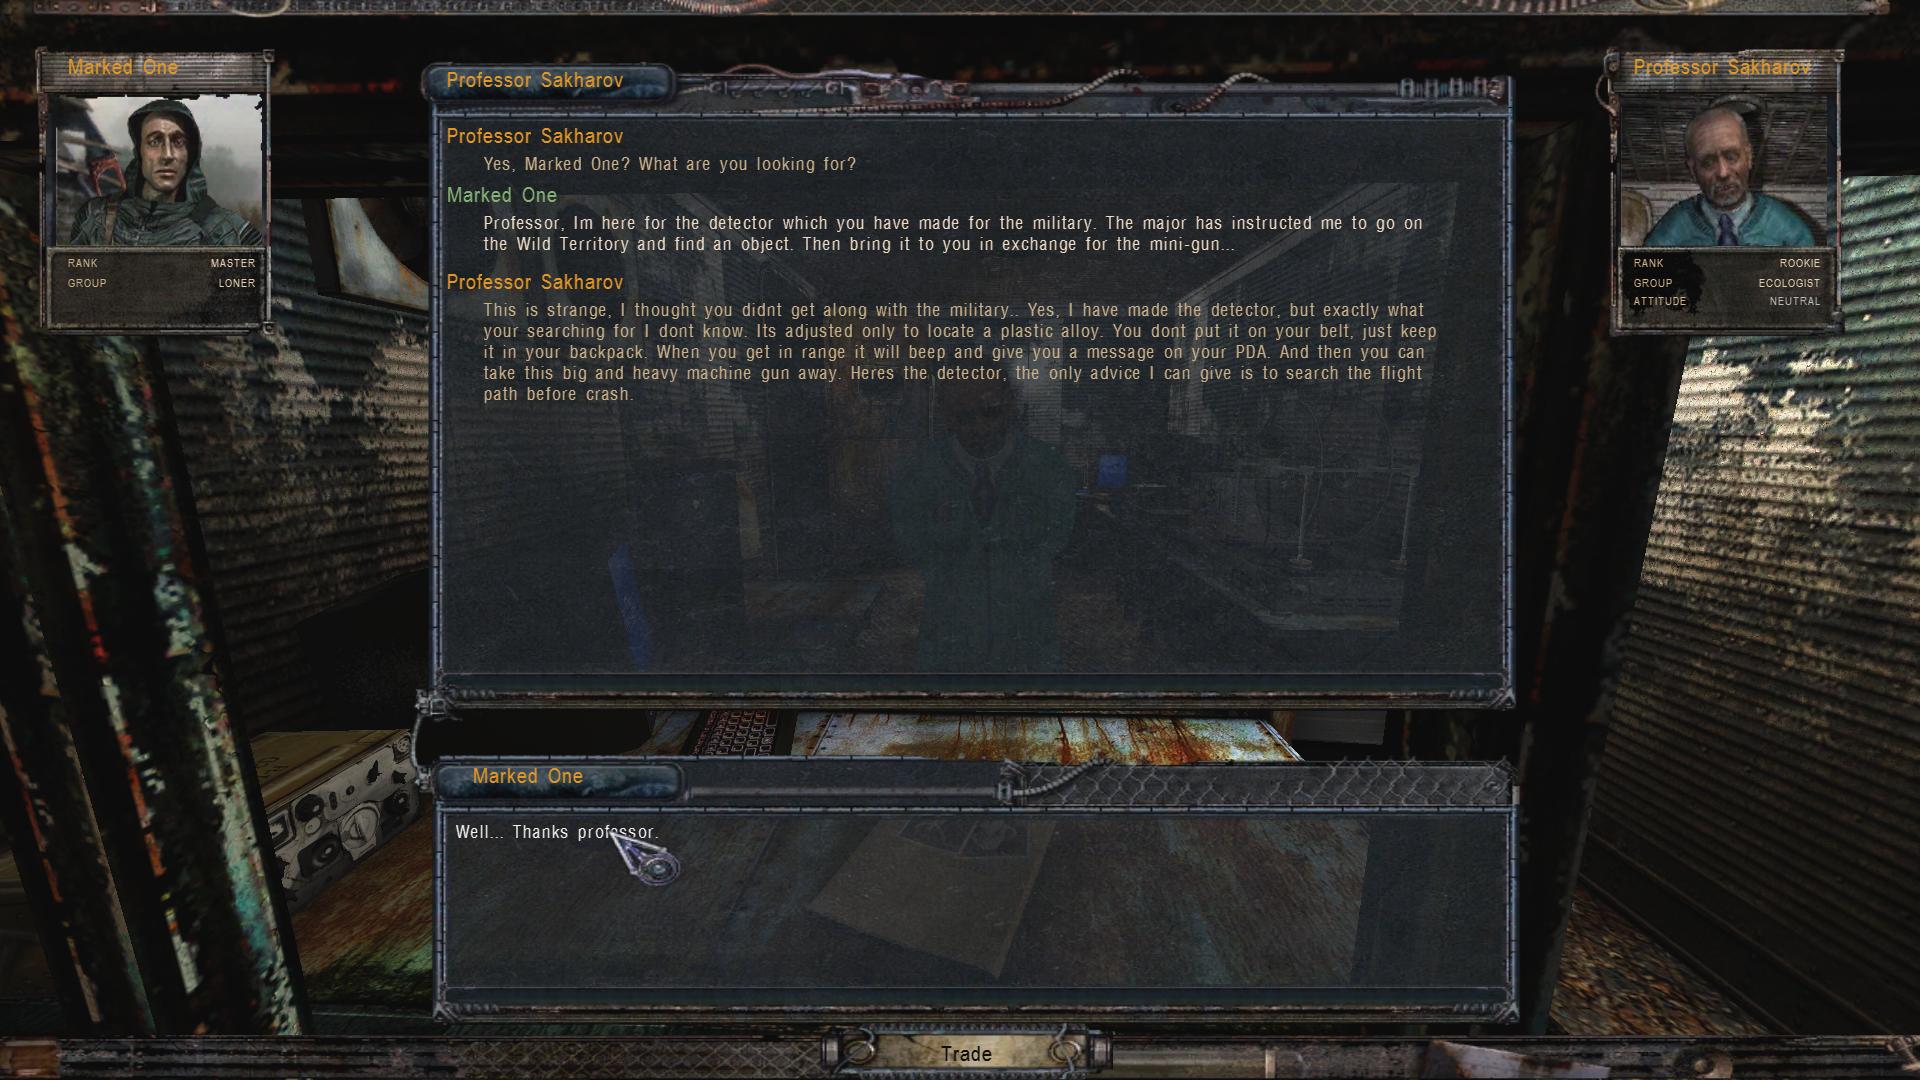 Marked One
Professor Sakharov
Professor Sakharov
RANK MASTER
GROUP LONER
RANK ROOKIE
GROUP ECOLOGIST
ATTITUDE NEUTRAL
Professor Sakharov
Yes, Marked One? What are you looking for?
Marked One
Professor, Im here for the detector which you have made for the military. The major has instructed me to go on
the Wild Territory and find an object. Then bring it to you in exchange for the mini-gun...
Professor Sakharov
This is strange, I thought you didnt get along with the military.. Yes, I have made the detector, but exactly what
your searching for I dont know. Its adjusted only to locate a plastic alloy. You dont put it on your belt, just keep
it in your backpack. When you get in range it will beep and give you a message on your PDA. And then you can
take this big and heavy machine gun away. Heres the detector, the only advice I can give is to search the flight
path before crash.
Marked One
Well... Thanks professor.
Trade